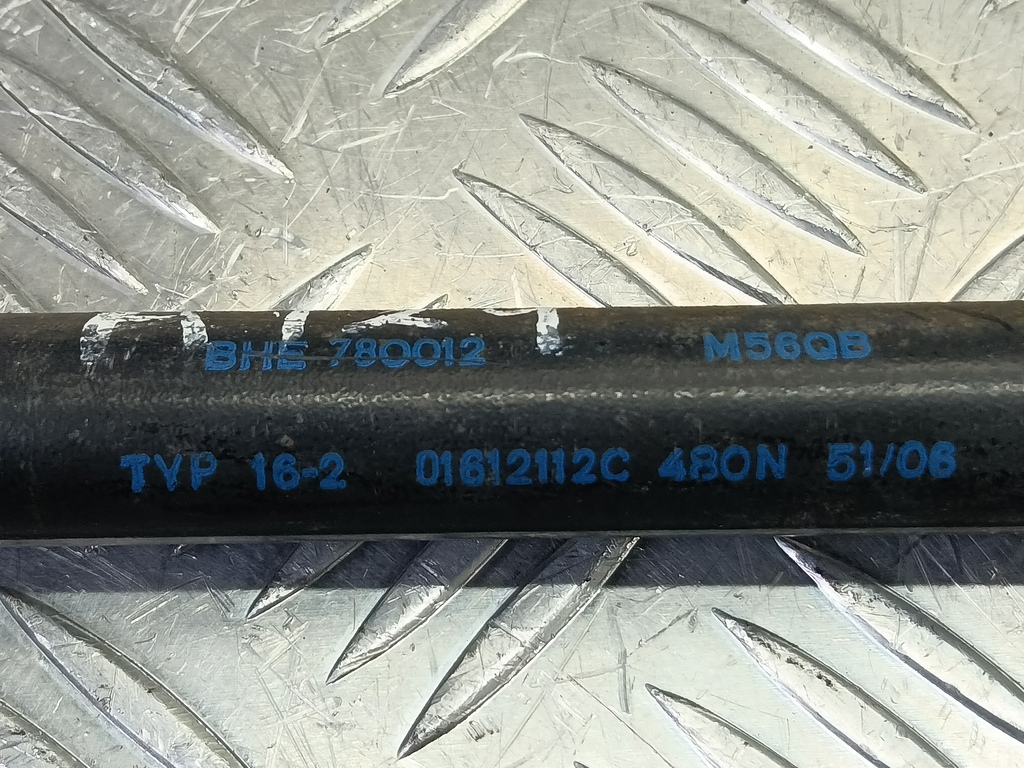 BHE 780012 M56QB
TYP 16-2 01612112C 480N 51/06